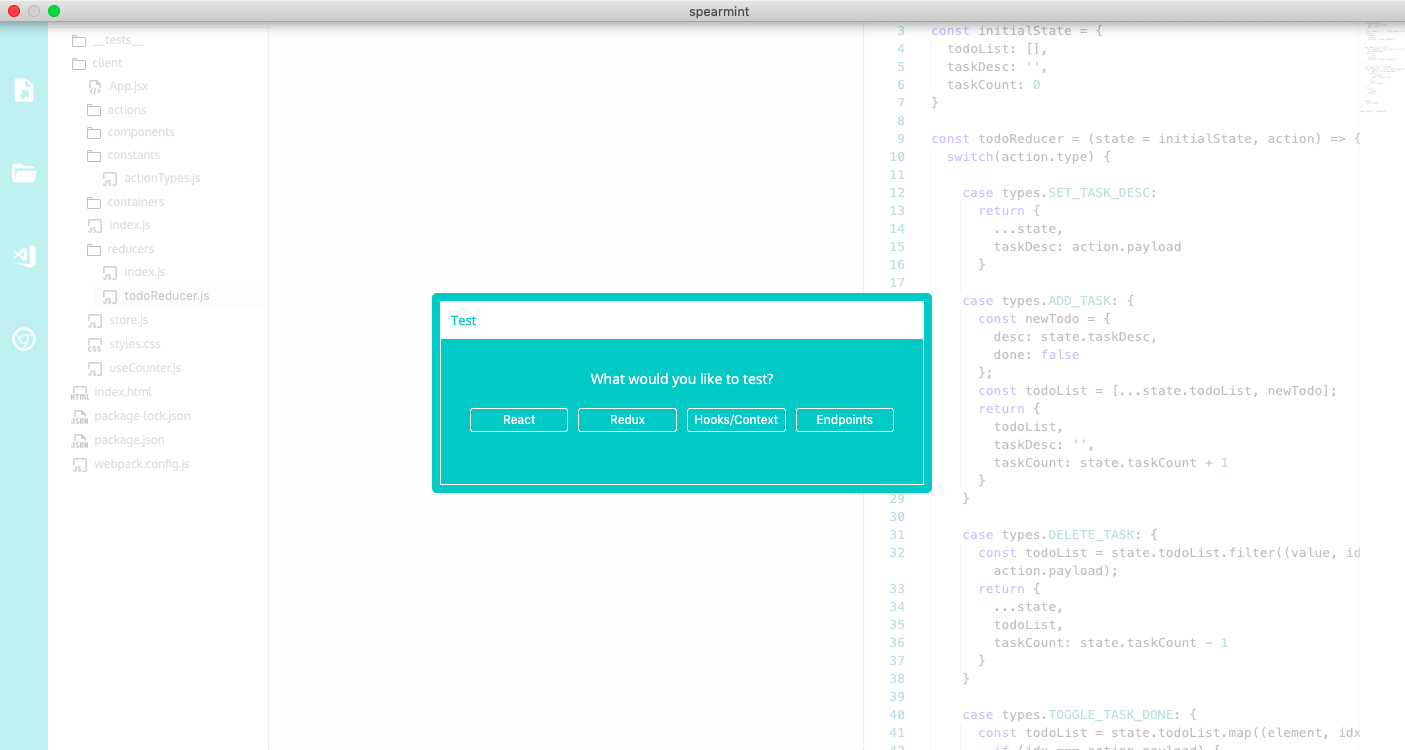 spearmint
__tests__
client
App.jsx
actions
components
constants
actionTypes.js
containers
index.js
reducers
index.js
todoReducer.js
store.js
styles.css
useCounter.js
index.html
package-lock.json
package.json
webpack.config.js
Test
What would you like to test?
React Redux Hooks/Context Endpoints
3 const initialState = {
4 todoList: [],
5 taskDesc: '',
6 taskCount: 0
7 }
8
9 const todoReducer = (state = initialState, action) => {
10 switch(action.type) {
11
12 case types.SET_TASK_DESC:
13 return {
14 ...state,
15 taskDesc: action.payload
16 }
17
case types.ADD_TASK: {
const newTodo = {
desc: state.taskDesc,
done: false
};
const todoList = [...state.todoList, newTodo];
return {
todoList,
taskDesc: '',
taskCount: state.taskCount + 1
}
29 }
30
31 case types.DELETE_TASK: {
32 const todoList = state.todoList.filter((value, id
action.payload);
33 return {
34 ...state,
35 todoList,
36 taskCount: state.taskCount - 1
37 }
38 }
39
40 case types.TOGGLE_TASK_DONE: {
41 const todoList = state.todoList.map((element, idx
42 if (idx === action.payload) {